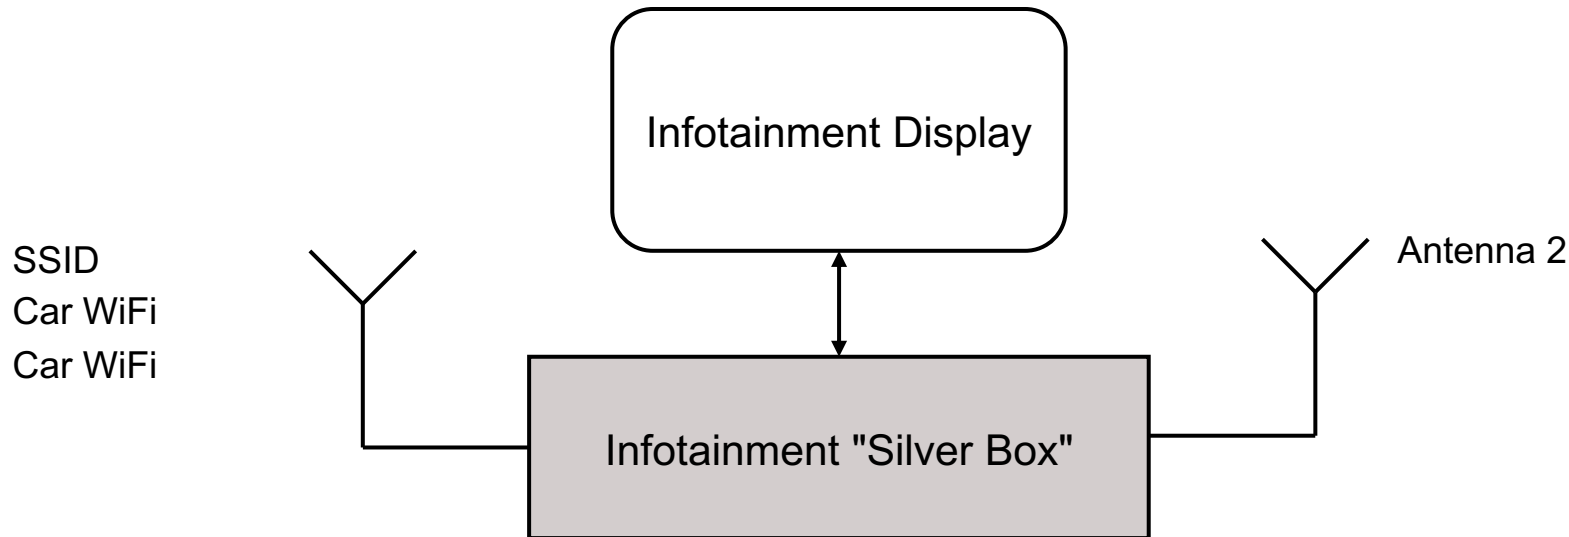 Infotainment Display
SSID
Car WiFi
Car WiFi
Antenna 2
Infotainment "Silver Box"